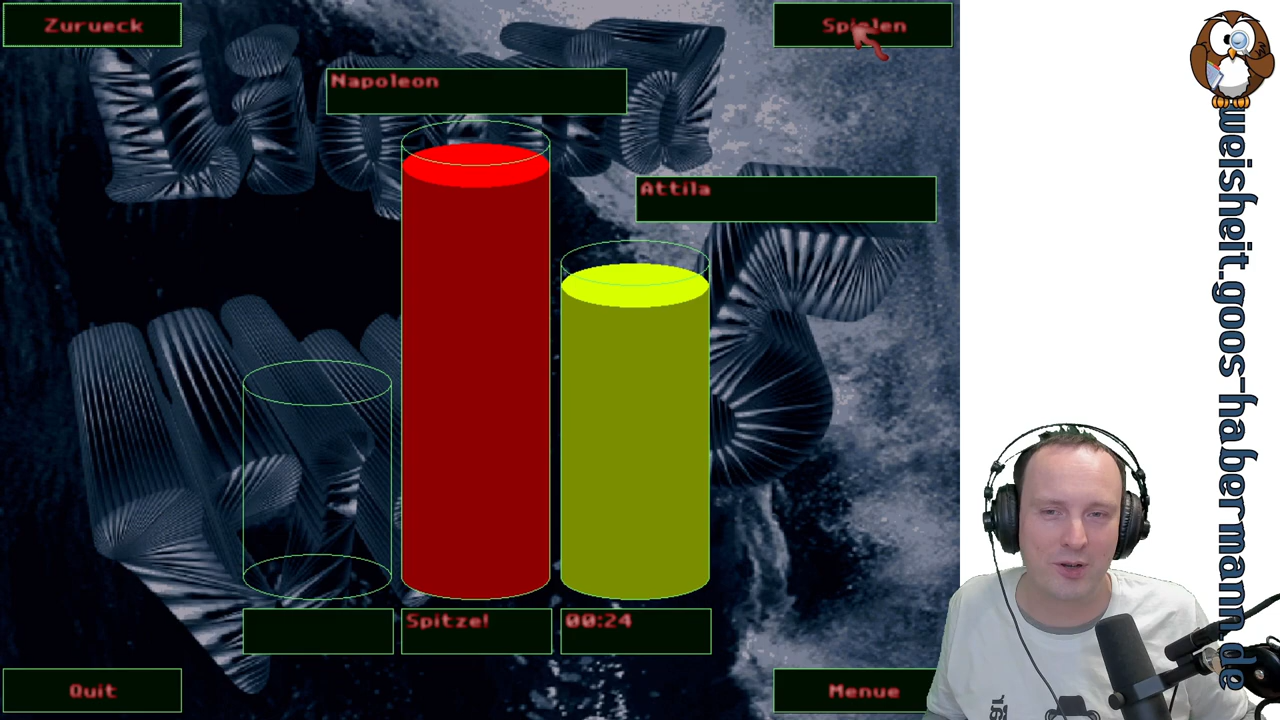 Zurueck
Spielen
Napoleon
Attila
Spitze!
00:24
Quit
Menue
weisheit.goos-habermann.de